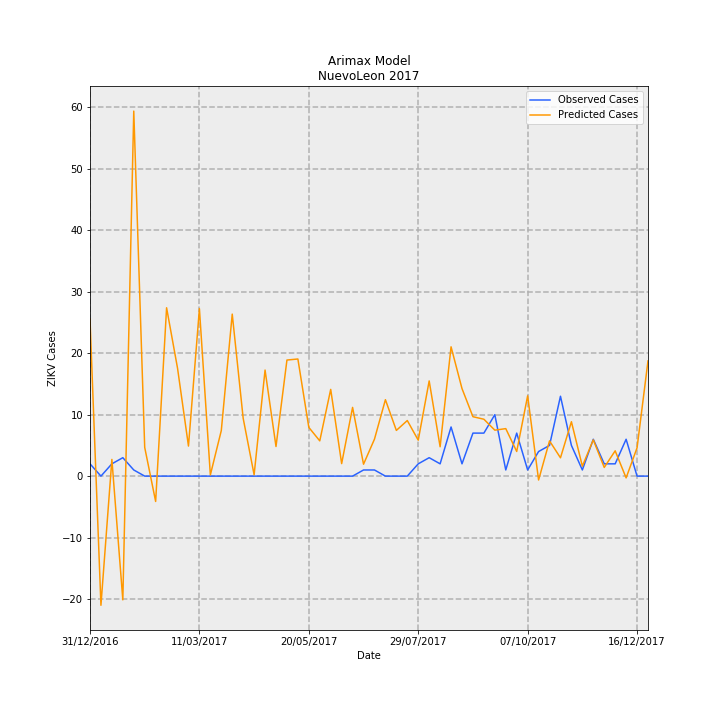 Arimax Model
NuevoLeon 2017
Observed Cases
Predicted Cases
ZIKV Cases
60
50
40
30
20
10
0
−10
−20
31/12/2016
11/03/2017
20/05/2017
29/07/2017
07/10/2017
16/12/2017
Date